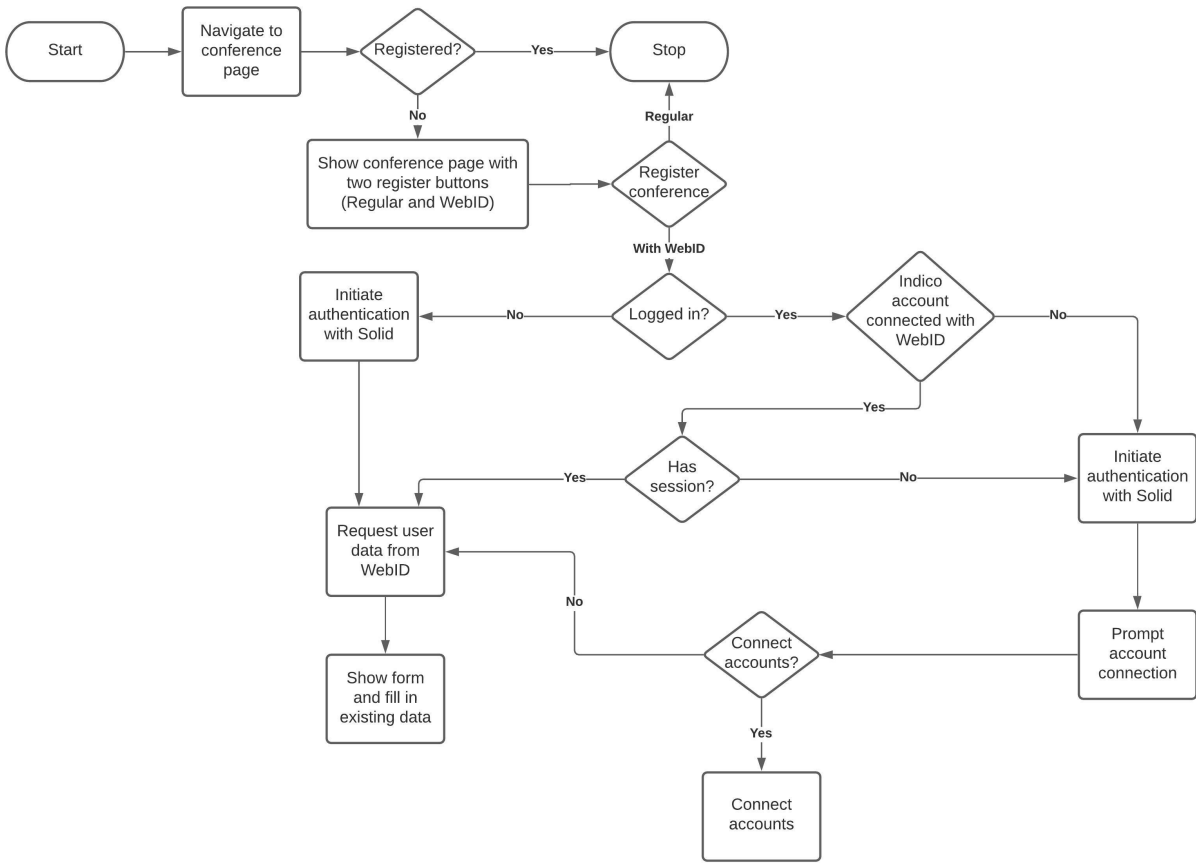 Start
Navigate to
conference
page
Registered?
Yes
Stop
No
Regular
Show conference page with
two register buttons
(Regular and WebID)
Register
conference
With WebID
Initiate
authentication
with Solid
No
Logged in?
Yes
Indico
account
connected with
WebID
No
Yes
Has
session?
Yes
No
Initiate
authentication
with Solid
Request user
data from
WebID
No
Connect
accounts?
Prompt
account
connection
Show form
and fill in
existing data
Yes
Connect
accounts